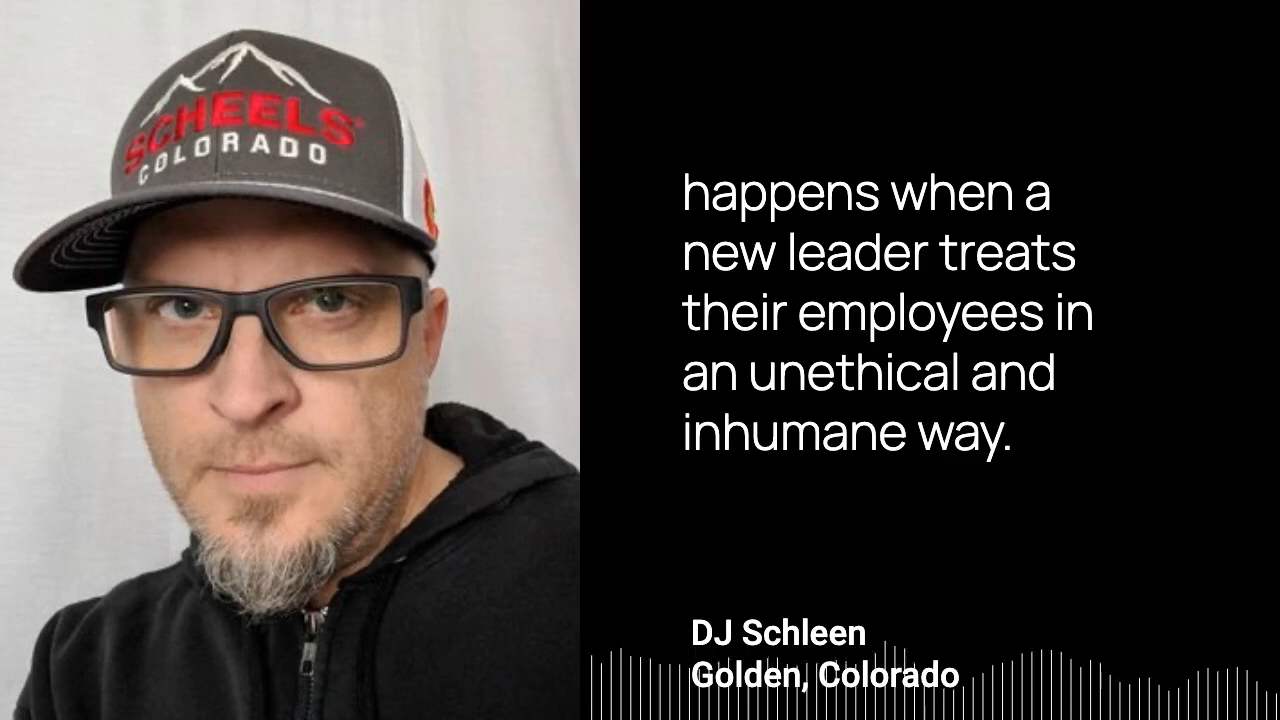 SCHEELS
COLORADO
happens when a
new leader treats
their employees in
an unethical and
inhumane way.
DJ Schleen
Golden, Colorado